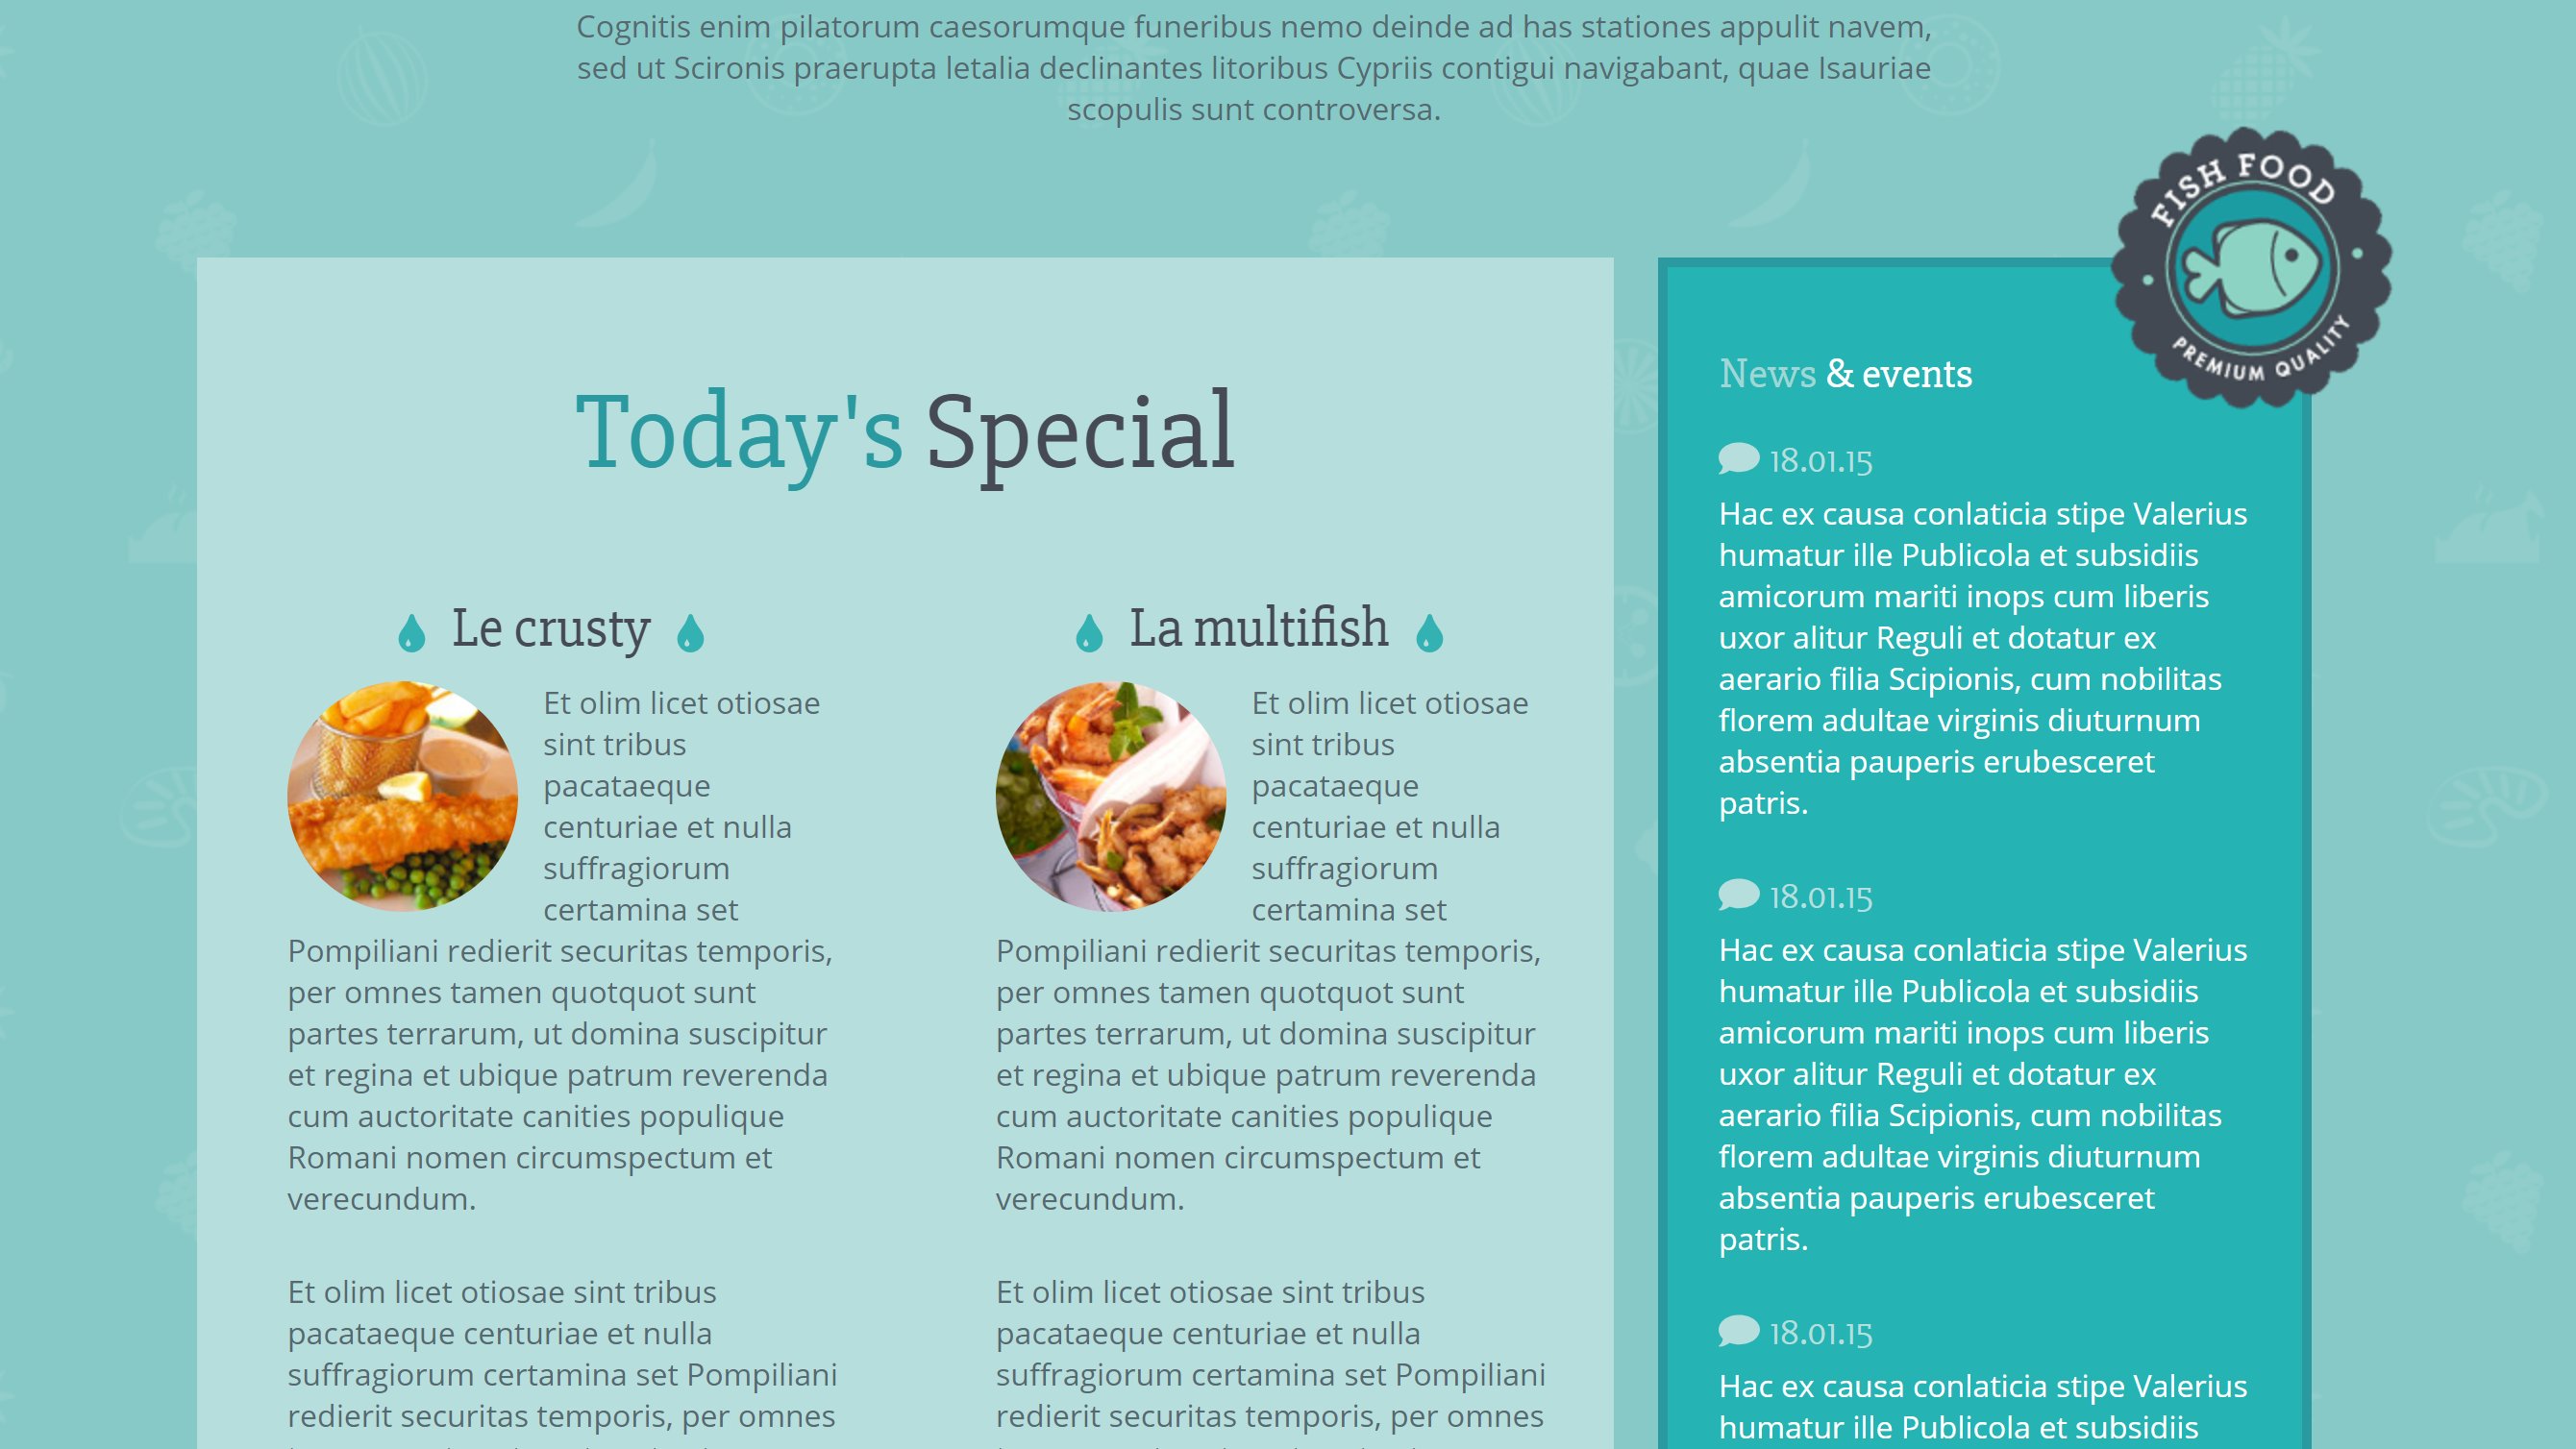 Cognitis enim pilatorum caesorumque funeribus nemo deinde ad has stationes appulit navem,
sed ut Scironis praerupta letalia declinantes litoribus Cypriis contigui navigabant, quae Isauriae
scopulis sunt controversa.
FISH FOOD
PREMIUM QUALITY
Today's Special
Le crusty
Et olim licet otiosae
sint tribus
pacataeque
centuriae et nulla
suffragiorum
certamina set
Pompiliani redierit securitas temporis,
per omnes tamen quotquot sunt
partes terrarum, ut domina suscipitur
et regina et ubique patrum reverenda
cum auctoritate canities populique
Romani nomen circumspectum et
verecundum.
Et olim licet otiosae sint tribus
pacataeque centuriae et nulla
suffragiorum certamina set Pompiliani
redierit securitas temporis, per omnes
La multifish
Et olim licet otiosae
sint tribus
pacataeque
centuriae et nulla
suffragiorum
certamina set
Pompiliani redierit securitas temporis,
per omnes tamen quotquot sunt
partes terrarum, ut domina suscipitur
et regina et ubique patrum reverenda
cum auctoritate canities populique
Romani nomen circumspectum et
verecundum.
Et olim licet otiosae sint tribus
pacataeque centuriae et nulla
suffragiorum certamina set Pompiliani
redierit securitas temporis, per omnes
News & events
18.01.15
Hac ex causa conlaticia stipe Valerius
humatur ille Publicola et subsidiis
amicorum mariti inops cum liberis
uxor alitur Reguli et dotatur ex
aerario filia Scipionis, cum nobilitas
florem adultae virginis diuturnum
absentia pauperis erubesceret
patris.
18.01.15
Hac ex causa conlaticia stipe Valerius
humatur ille Publicola et subsidiis
amicorum mariti inops cum liberis
uxor alitur Reguli et dotatur ex
aerario filia Scipionis, cum nobilitas
florem adultae virginis diuturnum
absentia pauperis erubesceret
patris.
18.01.15
Hac ex causa conlaticia stipe Valerius
humatur ille Publicola et subsidiis